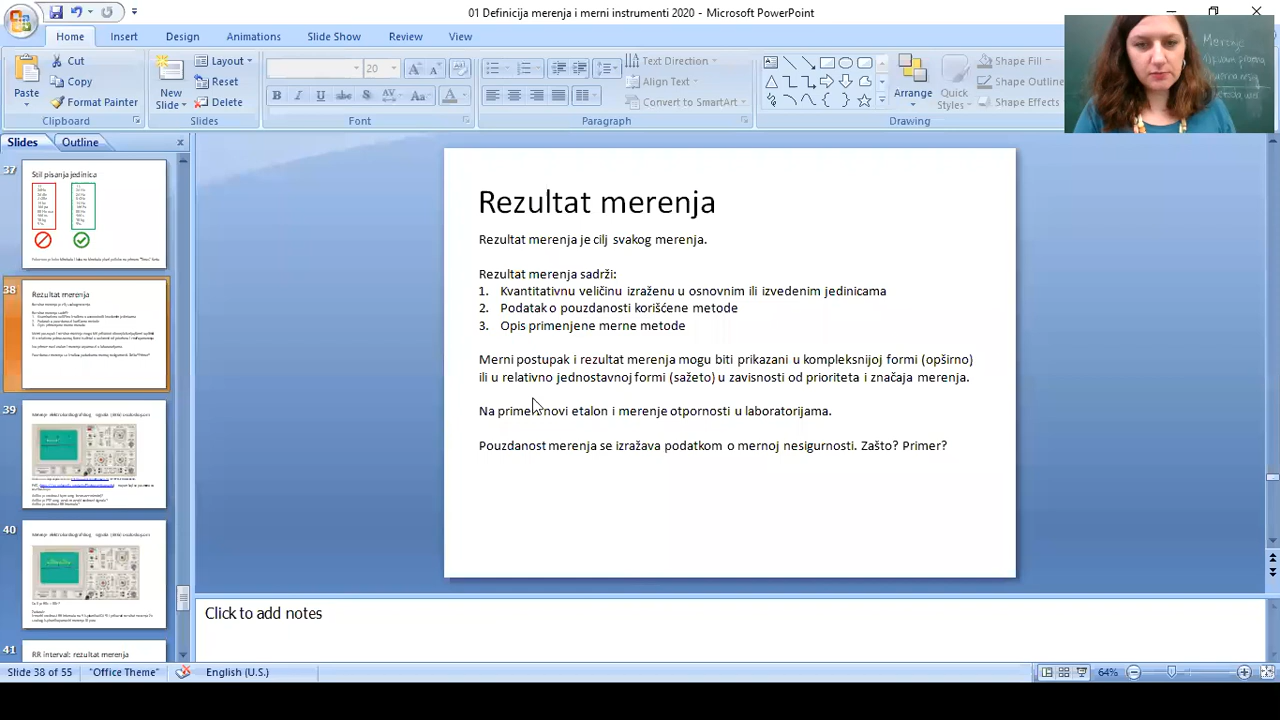 01 Definicija merenja i merni instrumenti 2020 - Microsoft PowerPoint
Home Insert Design Animations Slide Show Review View
Paste
Cut
Copy
Format Painter
Clipboard
New Slide
Layout
Reset
Delete
Slides
20
Font
Text Direction
Align Text
Convert to SmartArt
Paragraph
Arrange
Quick Styles
Shape Fill
Shape Outline
Shape Effects
Drawing
Merenje
Slides Outline
37
Stil pisanja jedinica
38
Rezultat merenja
39
40
41
RR interval: rezultat merenja
Rezultat merenja
Rezultat merenja je cilj svakog merenja.
Rezultat merenja sadrži:
1. Kvantitativnu veličinu izraženu u osnovnim ili izvedenim jedinicama
2. Podatak o pouzdanosti korišćene metode
3. Opis primenjene merne metode
Merni postupak i rezultat merenja mogu biti prikazani u kompleksnijoj formi (opširno)
ili u relativno jednostavnoj formi (sažeto) u zavisnosti od prioriteta i značaja merenja.
Na primer novi etalon i merenje otpornosti u laboratorijama.
Pouzdanost merenja se izražava podatkom o mernoj nesigurnosti. Zašto? Primer?
Click to add notes
Slide 38 of 55 "Office Theme" English (U.S.) 64%